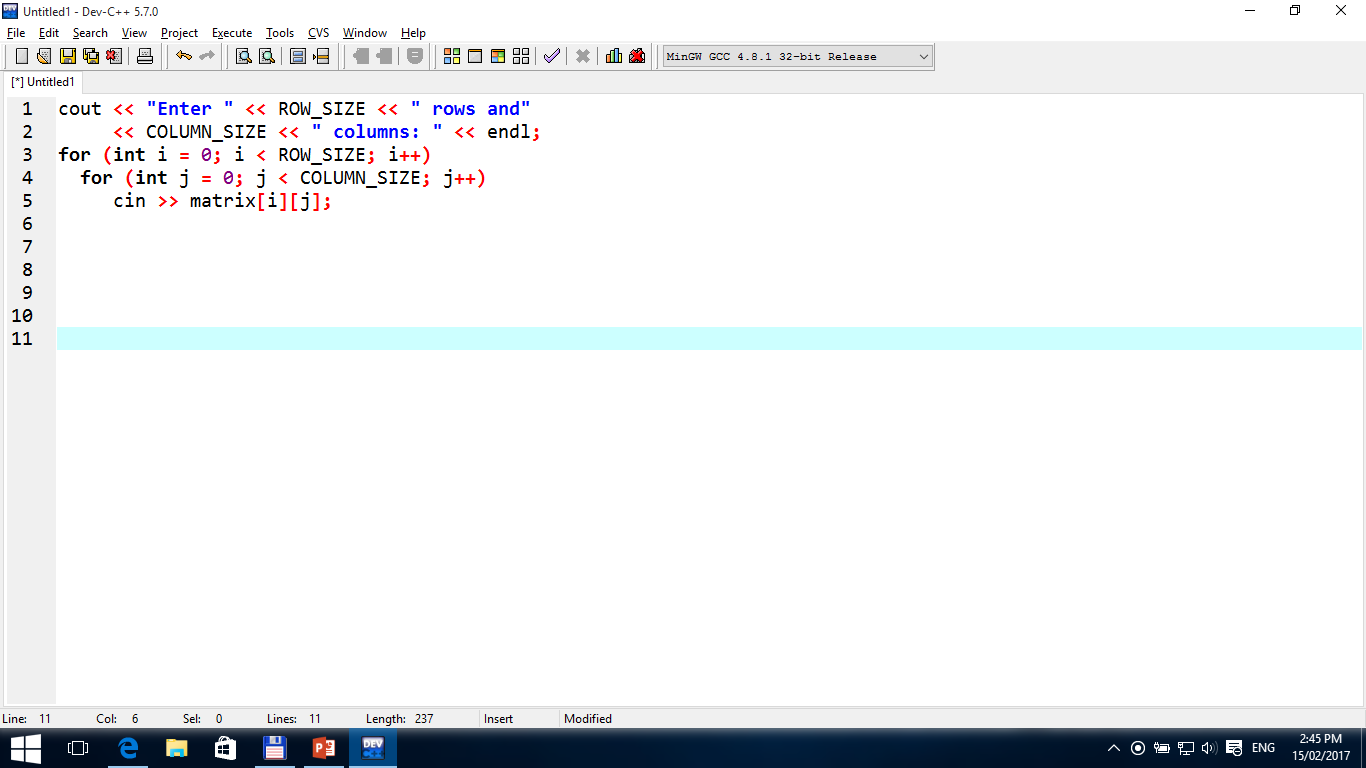 Untitled1 - Dev-C++ 5.7.0
File Edit Search View Project Execute Tools CVS Window Help
MinGW GCC 4.8.1 32-bit Release
[*] Untitled1
1 cout << "Enter " << ROW_SIZE << " rows and"
2      << COLUMN_SIZE << " columns: " << endl;
3 for (int i = 0; i < ROW_SIZE; i++)
4   for (int j = 0; j < COLUMN_SIZE; j++)
5      cin >> matrix[i][j];
6
7
8
9
10
11
Line: 11 Col: 6 Sel: 0 Lines: 11 Length: 237 Insert Modified
DEV
ENG
2:45 PM
15/02/2017